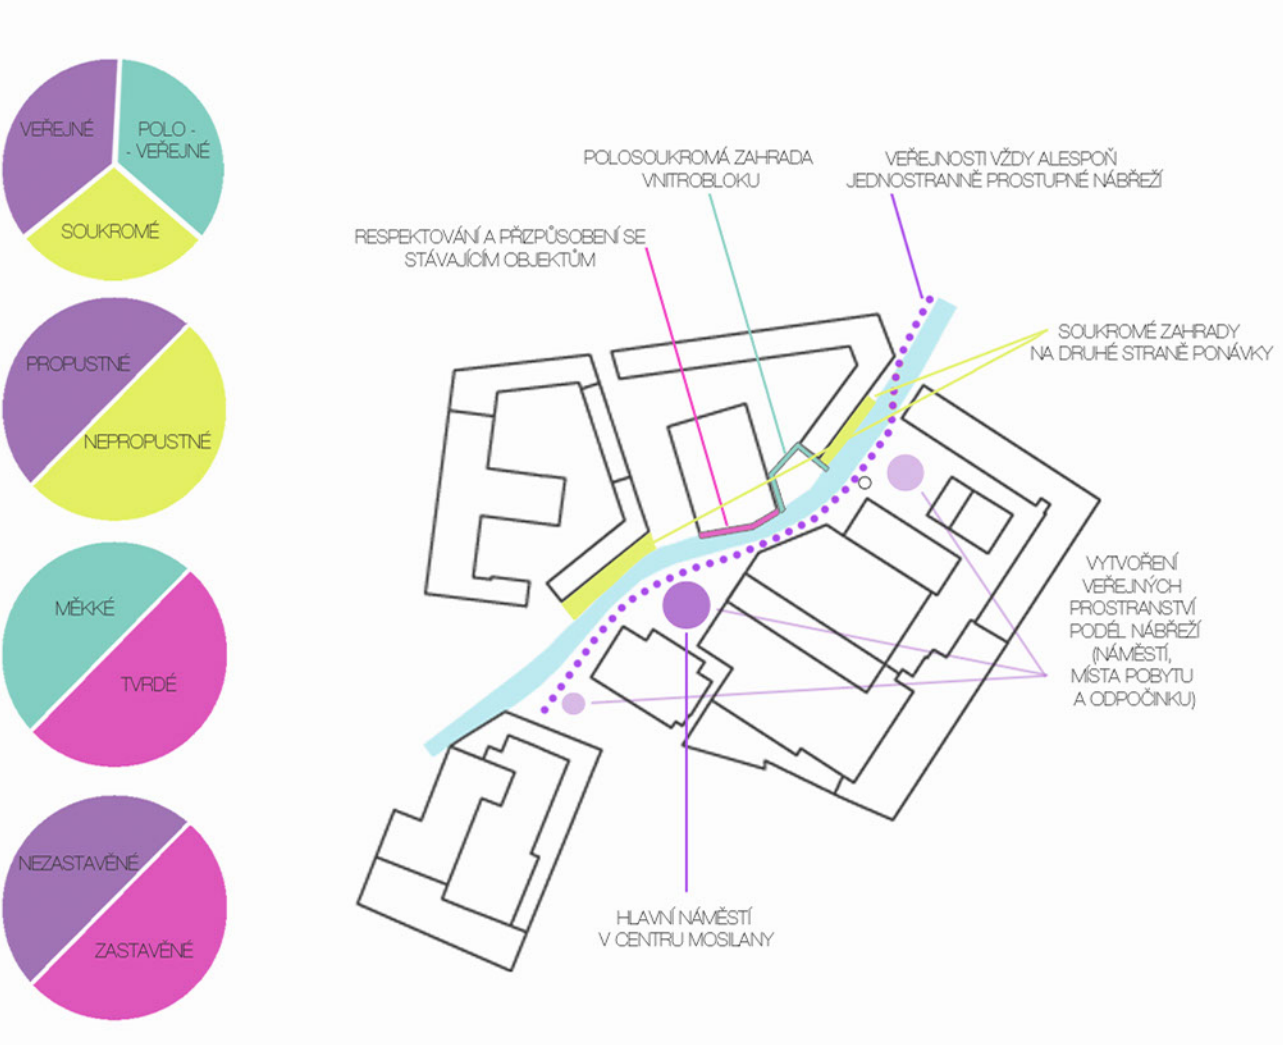 VEŘEJNÉ
POLO -
- VEŘEJNÉ
SOUKROMÉ
PROPUSTNÉ
NEPROPUSTNÉ
MĚKKÉ
TVRDÉ
NEZASTAVĚNÉ
ZASTAVĚNÉ
POLOSOUKROMÁ ZAHRADA
VNITROBLOKU
VEŘEJNOSTI VŽDY ALESPOŇ
JEDNOSTRANNĚ PROSTUPNÉ NÁBŘEŽÍ
RESPEKTOVÁNÍ A PŘIZPŮSOBENÍ SE
STÁVAJÍCÍM OBJEKTŮM
SOUKROMÉ ZAHRADY
NA DRUHÉ STRANĚ PONÁVKY
VYTVOŘENÍ
VEŘEJNÝCH
PROSTRANSTVÍ
PODÉL NÁBŘEŽÍ
(NÁMĚSTÍ,
MÍSTA POBYTU
A ODPOČINKU)
HLAVNÍ NÁMĚSTÍ
V CENTRU MOSILANY